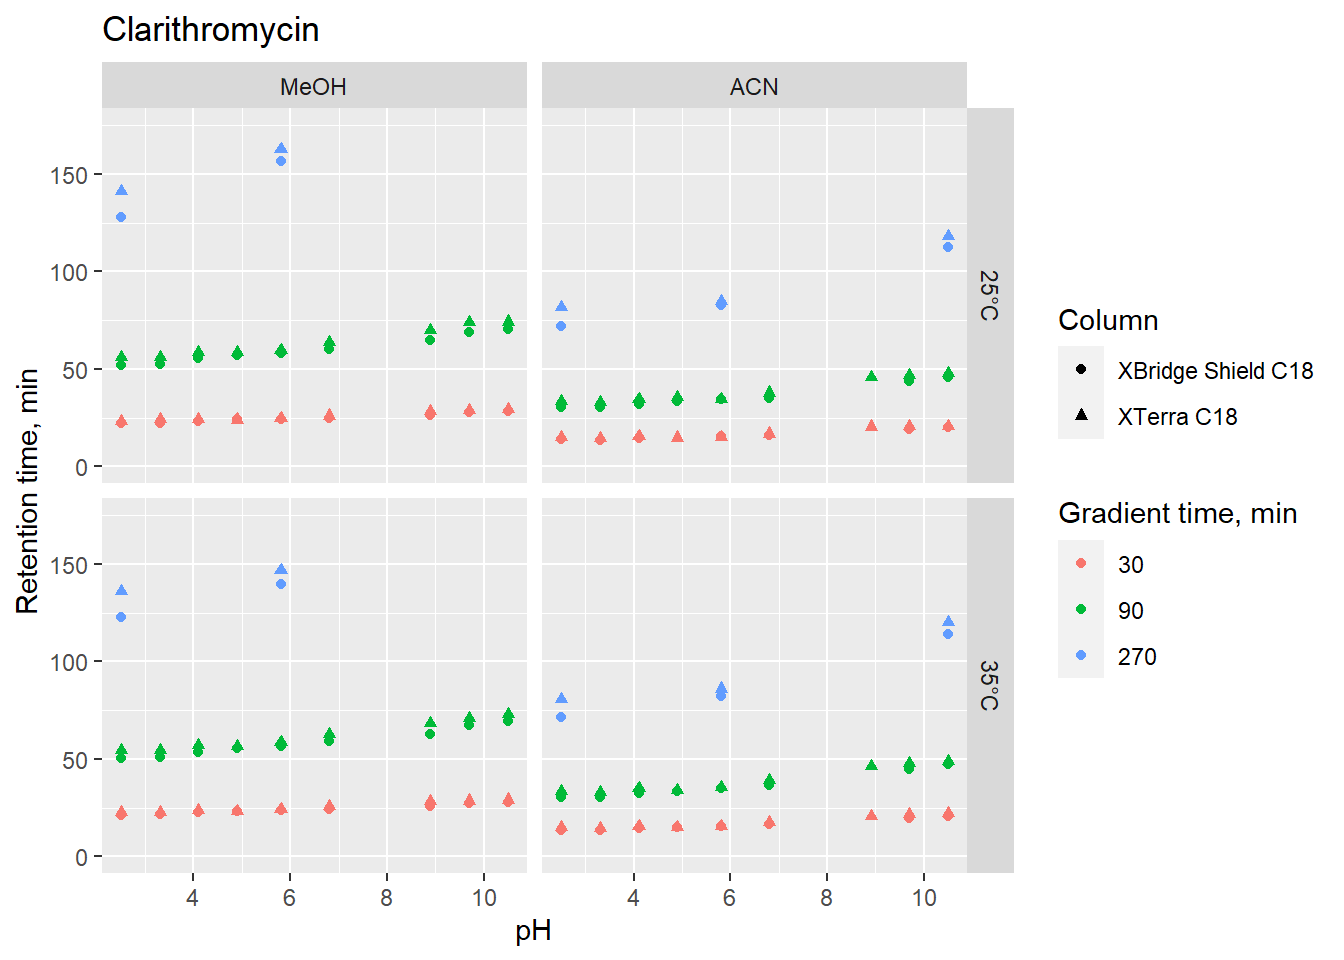 Clarithromycin
MeOH
ACN
150
100
50
0
25°C
150
100
50
0
35°C
4
6
8
10
4
6
8
10
pH
Retention time, min
Column
XBridge Shield C18
XTerra C18
Gradient time, min
30
90
270